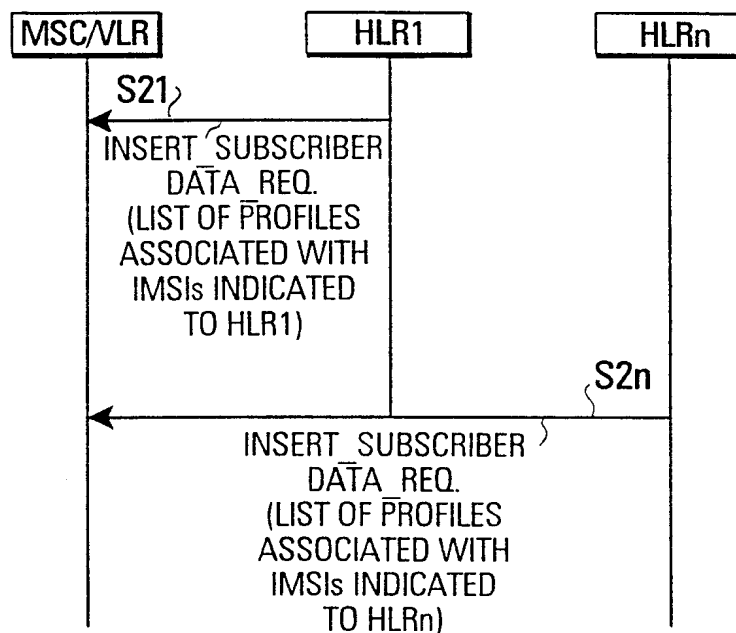 MSC/VLR
HLR1
HLRn
S21
INSERT_SUBSCRIBER
DATA_REQ.
(LIST OF PROFILES
ASSOCIATED WITH
IMSIs INDICATED
TO HLR1)
S2n
INSERT_SUBSCRIBER
DATA_REQ.
(LIST OF PROFILES
ASSOCIATED WITH
IMSIs INDICATED
TO HLRn)